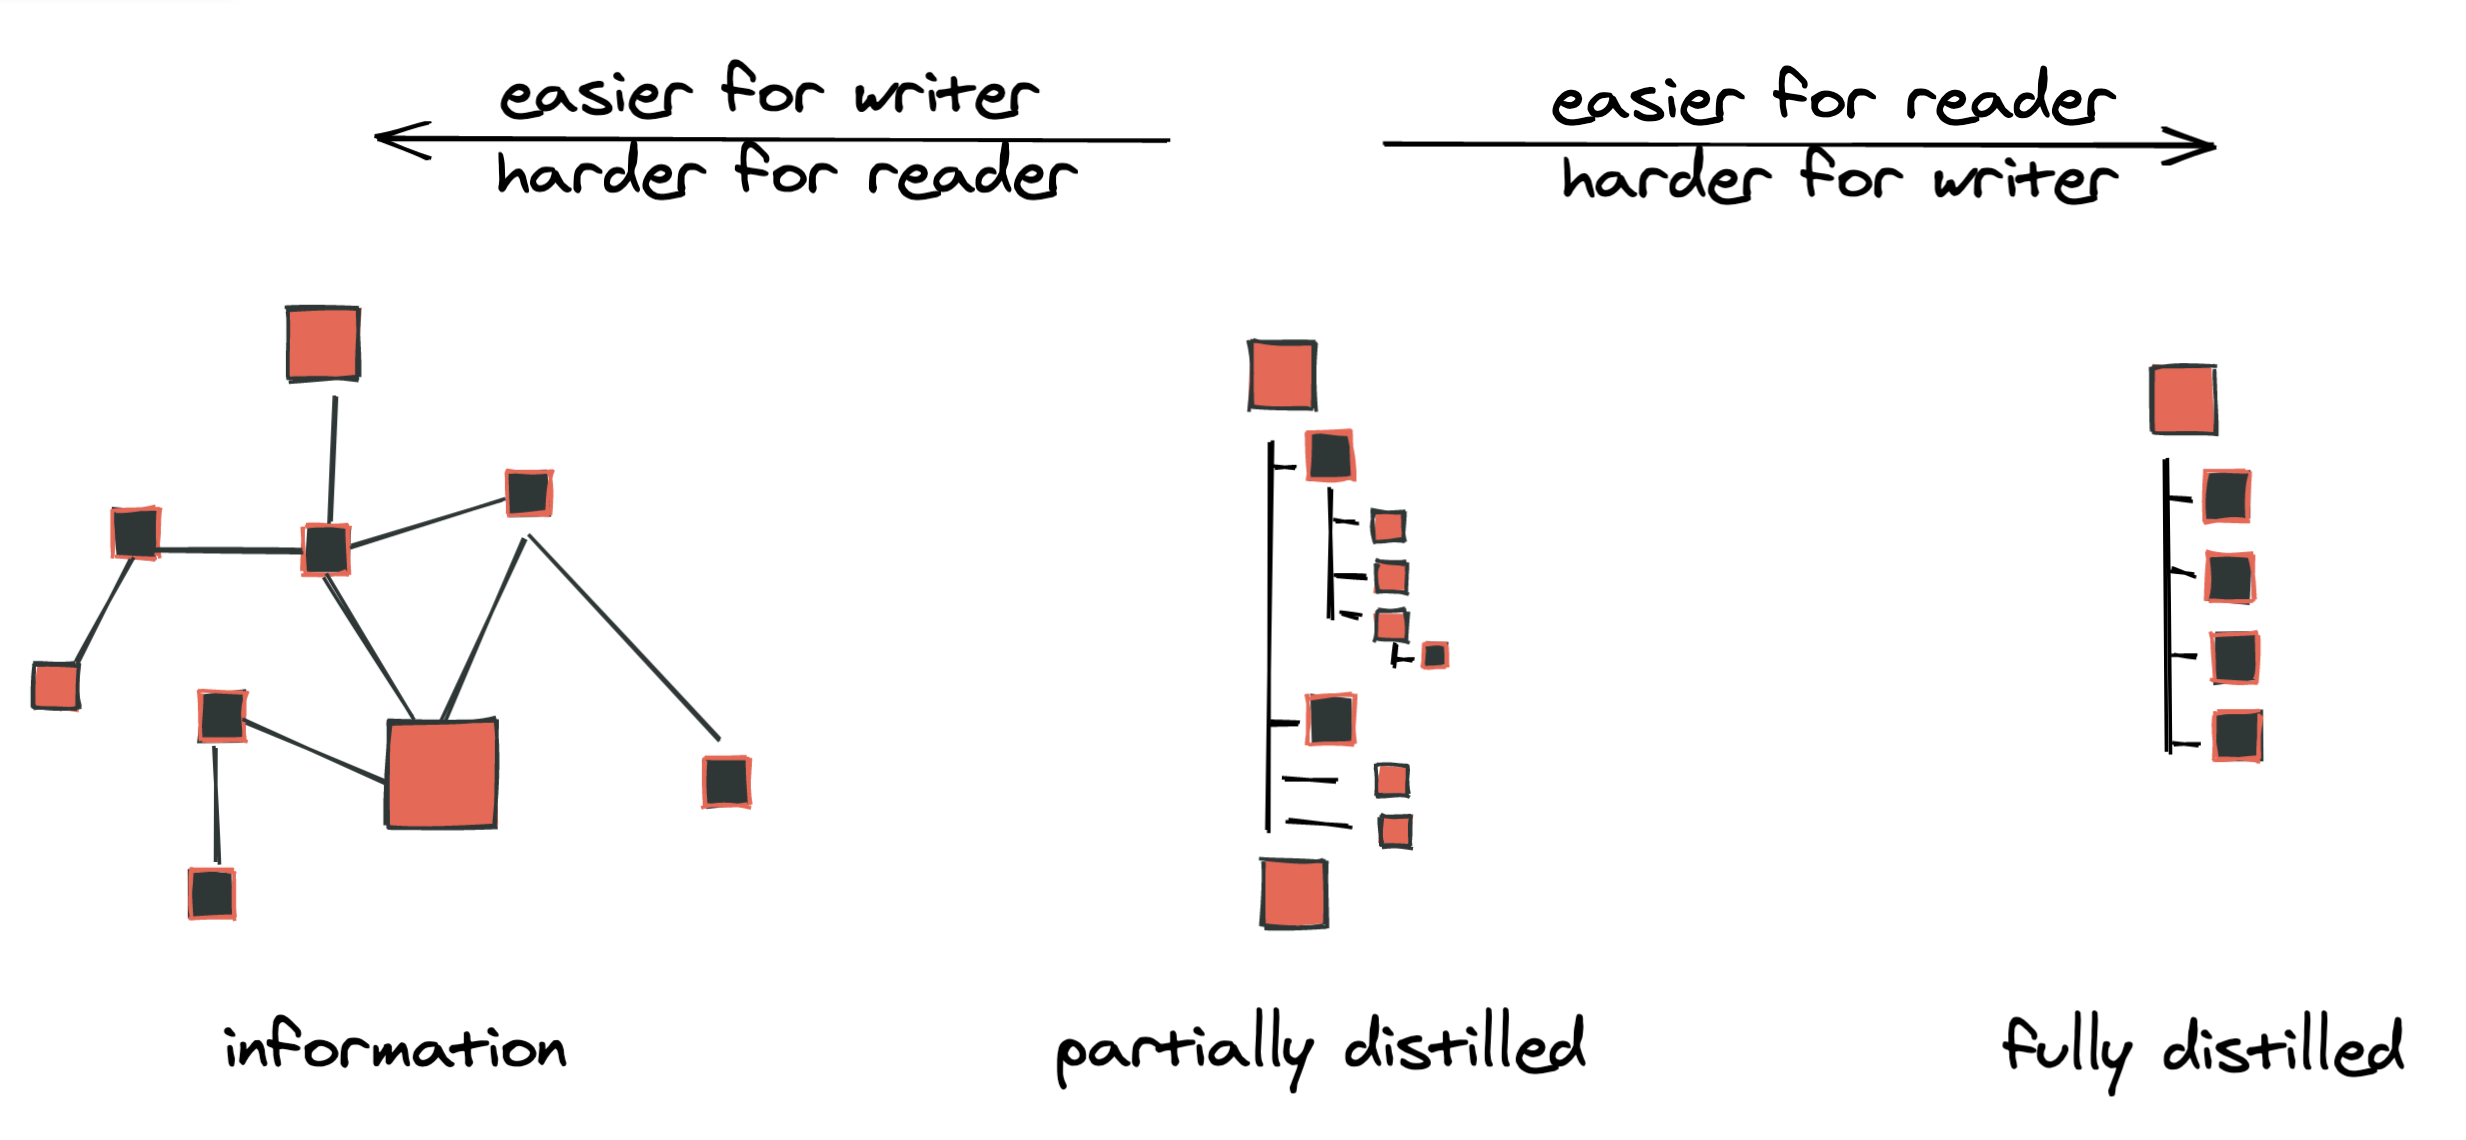 easier for writer
harder for reader
easier for reader
harder for writer
information
partially distilled
fully distilled